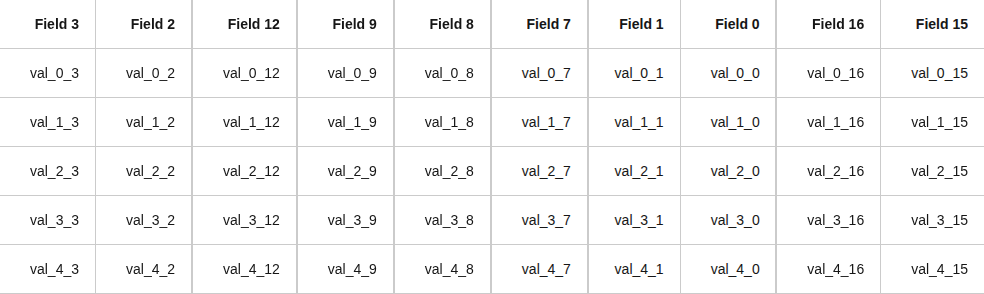 Field 3 Field 2 Field 12 Field 9 Field 8 Field 7 Field 1 Field 0 Field 16 Field 15
val_0_3 val_0_2 val_0_12 val_0_9 val_0_8 val_0_7 val_0_1 val_0_0 val_0_16 val_0_15
val_1_3 val_1_2 val_1_12 val_1_9 val_1_8 val_1_7 val_1_1 val_1_0 val_1_16 val_1_15
val_2_3 val_2_2 val_2_12 val_2_9 val_2_8 val_2_7 val_2_1 val_2_0 val_2_16 val_2_15
val_3_3 val_3_2 val_3_12 val_3_9 val_3_8 val_3_7 val_3_1 val_3_0 val_3_16 val_3_15
val_4_3 val_4_2 val_4_12 val_4_9 val_4_8 val_4_7 val_4_1 val_4_0 val_4_16 val_4_15